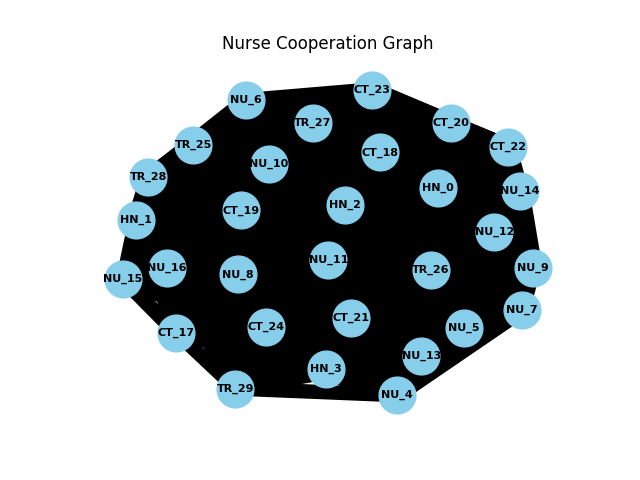 Nurse Cooperation Graph
CT_23
NU_6
TR_27
CT_20
TR_25
CT_22
CT_18
NU_10
TR_28
HN_0
NU_14
HN_2
CT_19
HN_1
NU_12
NU_11
NU_16
NU_9
TR_26
NU_8
NU_15
NU_7
CT_21
CT_24
NU_5
CT_17
NU_13
HN_3
TR_29
NU_4